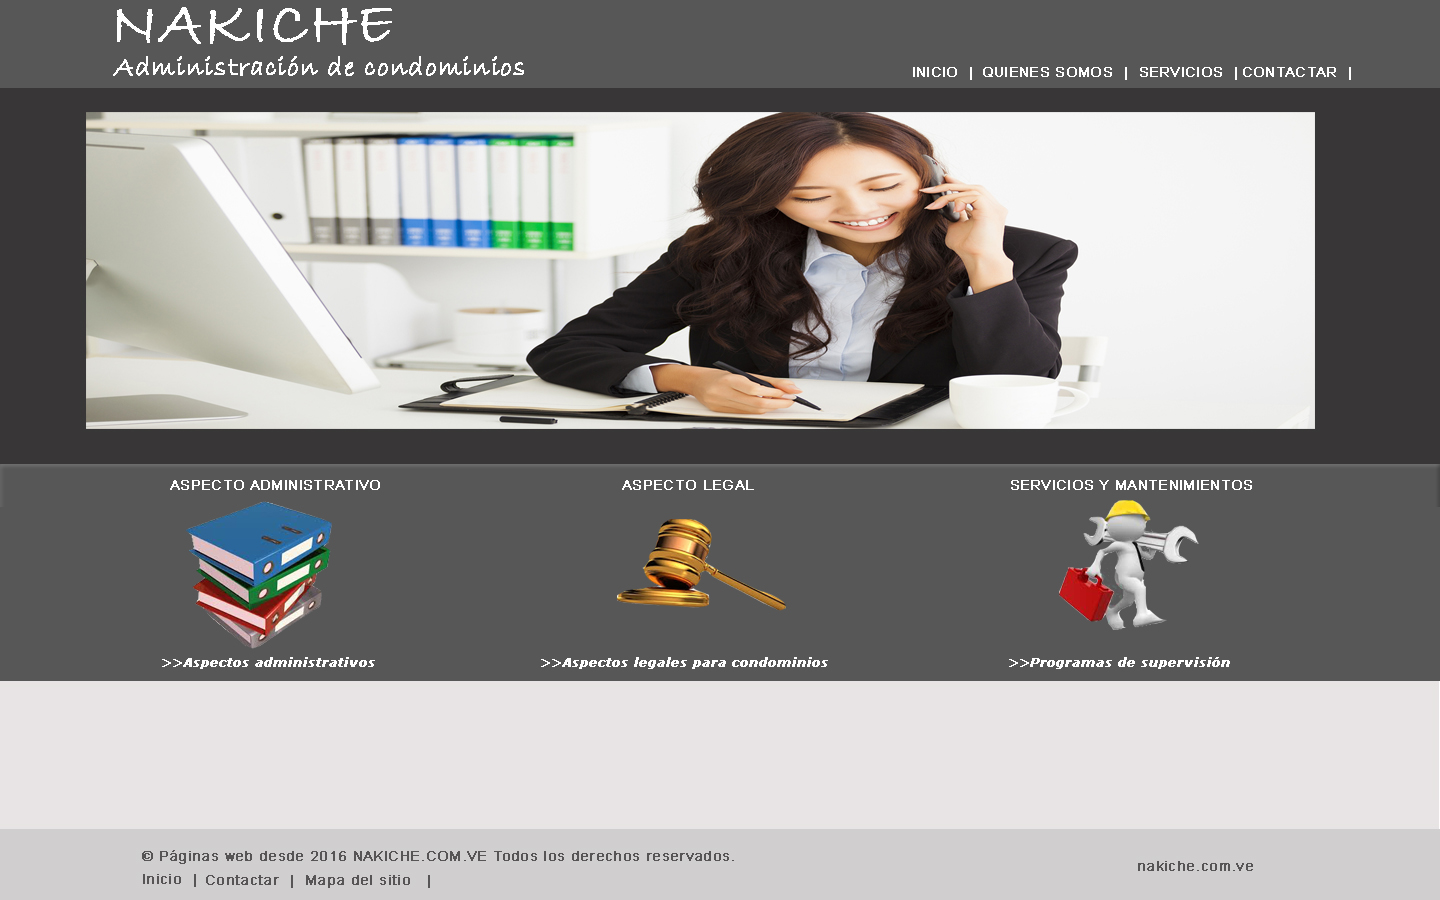 NAKICHE
Administración de condominios
INICIO | QUIENES SOMOS | SERVICIOS | CONTACTAR |
ASPECTO ADMINISTRATIVO
ASPECTO LEGAL
SERVICIOS Y MANTENIMIENTOS
>>Aspectos administrativos
>>Aspectos legales para condominios
>>Programas de supervisión
© Páginas web desde 2016 NAKICHE.COM.VE Todos los derechos reservados.
Inicio | Contactar | Mapa del sitio |
nakiche.com.ve